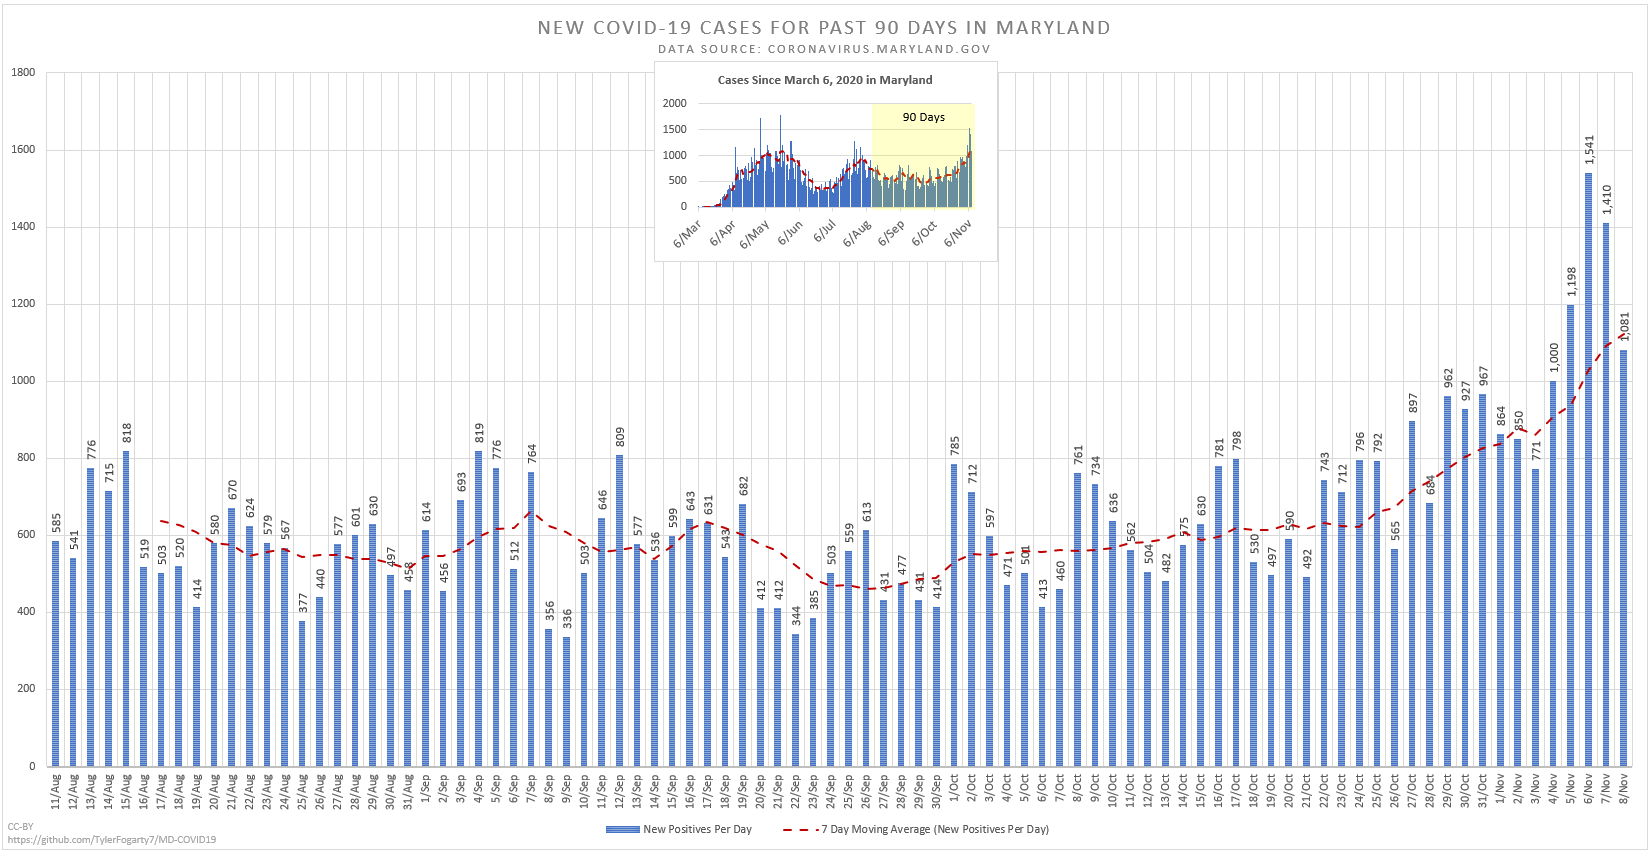 NEW COVID-19 CASES FOR PAST 90 DAYS IN MARYLAND
DATA SOURCE: CORONAVIRUS.MARYLAND.GOV
Cases Since March 6, 2020 in Maryland
90 Days
2000
1500
1000
500
0
6/Mar
6/Apr
6/May
6/Jun
6/Jul
6/Aug
6/Sep
6/Oct
6/Nov
1800
1600
1400
1200
1000
800
600
400
200
0
585
541
776
715
818
519
503
520
414
580
670
624
579
567
377
440
577
601
630
497
458
614
456
693
819
776
512
764
356
336
503
646
809
577
536
599
643
631
543
682
412
412
344
385
503
559
613
431
477
431
414
785
712
597
471
501
413
460
761
734
636
562
504
482
575
630
781
798
530
497
590
492
743
712
796
792
565
897
684
962
927
967
864
850
771
1,000
1,198
1,541
1,410
1,081
11/Aug
12/Aug
13/Aug
14/Aug
15/Aug
16/Aug
17/Aug
18/Aug
19/Aug
20/Aug
21/Aug
22/Aug
23/Aug
24/Aug
25/Aug
26/Aug
27/Aug
28/Aug
29/Aug
30/Aug
31/Aug
1/Sep
2/Sep
3/Sep
4/Sep
5/Sep
6/Sep
7/Sep
8/Sep
9/Sep
10/Sep
11/Sep
12/Sep
13/Sep
14/Sep
15/Sep
16/Sep
17/Sep
18/Sep
19/Sep
20/Sep
21/Sep
22/Sep
23/Sep
24/Sep
25/Sep
26/Sep
27/Sep
28/Sep
29/Sep
30/Sep
1/Oct
2/Oct
3/Oct
4/Oct
5/Oct
6/Oct
7/Oct
8/Oct
9/Oct
10/Oct
11/Oct
12/Oct
13/Oct
14/Oct
15/Oct
16/Oct
17/Oct
18/Oct
19/Oct
20/Oct
21/Oct
22/Oct
23/Oct
24/Oct
25/Oct
26/Oct
27/Oct
28/Oct
29/Oct
30/Oct
31/Oct
1/Nov
2/Nov
3/Nov
4/Nov
5/Nov
6/Nov
7/Nov
8/Nov
New Positives Per Day
7 Day Moving Average (New Positives Per Day)
CC-BY
https://github.com/TylerFogarty7/MD-COVID19